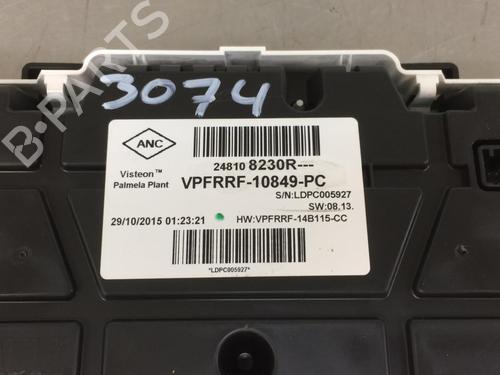 3074
B-PARTS
ANC
Visteon™
Palmela Plant
24810 8230R---
VPFRRF-10849-PC
S/N:LDPC005927
SW:08.13.
29/10/2015 01:23:21
HW:VPFRRF-14B115-CC
*LDPC005927*